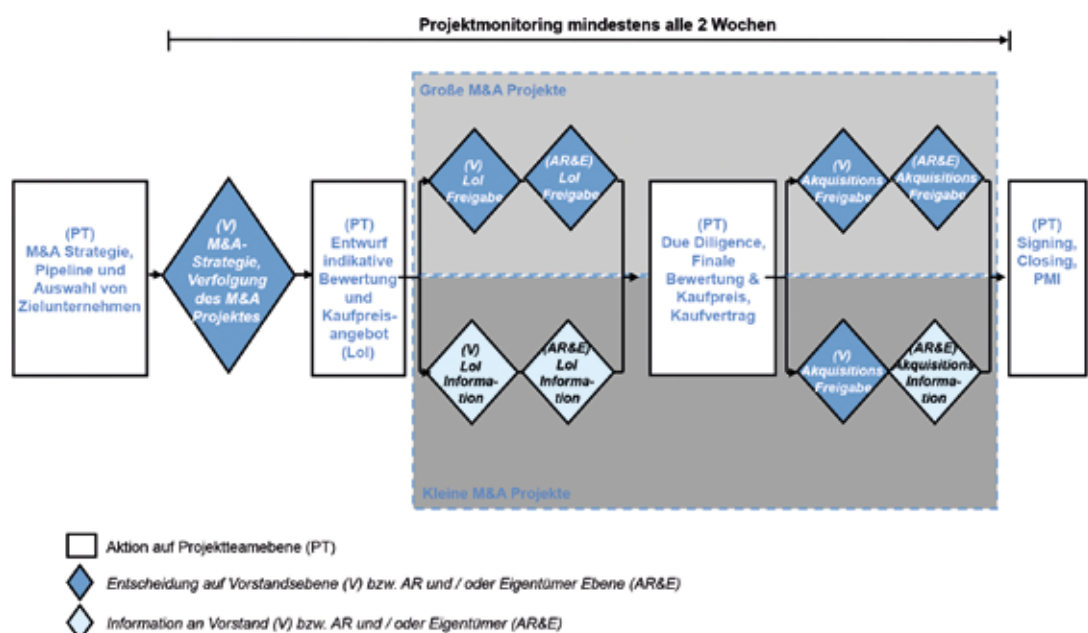 Projektmonitoring mindestens alle 2 Wochen
Große M&A Projekte
(PT)
M&A Strategie,
Pipeline und
Auswahl von
Zielunternehmen
(V)
M&A-
Strategie,
Verfolgung
des M&A
Projektes
(PT)
Entwurf
indikative
Bewertung
und
Kaufpreis-
angebot
(LoI)
(V)
LoI
Freigabe
(AR&E)
LoI
Freigabe
(V)
LoI
Informa-
tion
(AR&E)
LoI
Informa-
tion
(PT)
Due Diligence,
Finale
Bewertung &
Kaufpreis,
Kaufvertrag
(V)
Akquisitions
Freigabe
(AR&E)
Akquisitions
Freigabe
(V)
Akquisitions
Freigabe
(AR&E)
Akquisitions
Informa-
tion
(PT)
Signing,
Closing,
PMI
Kleine M&A Projekte
Aktion auf Projektteamebene (PT)
Entscheidung auf Vorstandsebene (V) bzw. AR und / oder Eigentümer Ebene (AR&E)
Information an Vorstand (V) bzw. AR und / oder Eigentümer (AR&E)